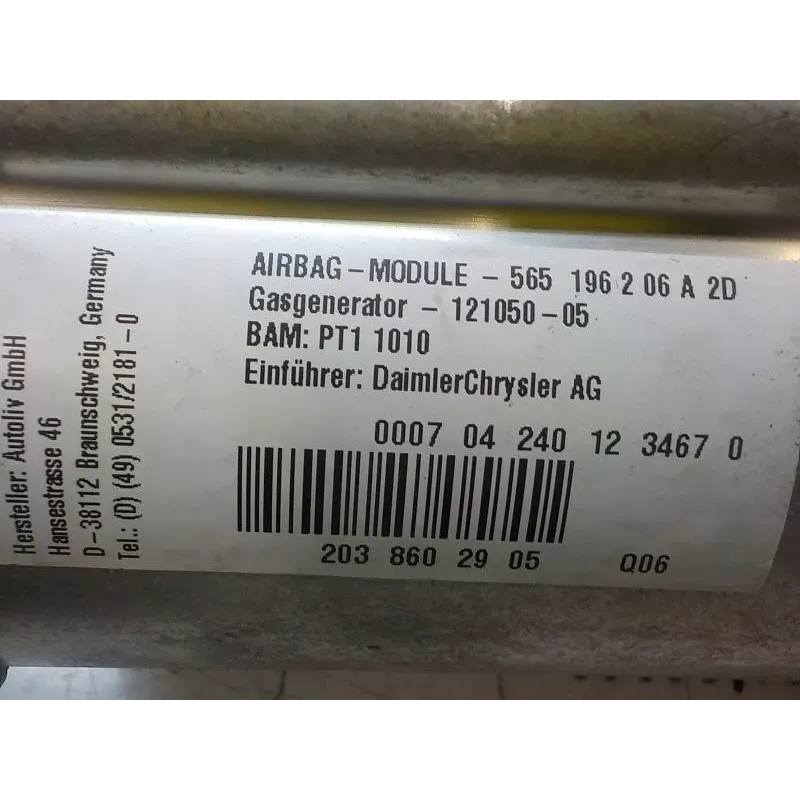 AIRBAG-MODULE - 565 196 2 06 A 2D
Gasgenerator - 121050-05
BAM: PT1 1010
Einführer: DaimlerChrysler AG
0007 04 240 12 3467 0
203 860 29 05 Q06
Hersteller: Autoliv GmbH
Hansestrasse 46
D-38112 Braunschweig, Germany
Tel.: (D) (49) 0531/2181-0